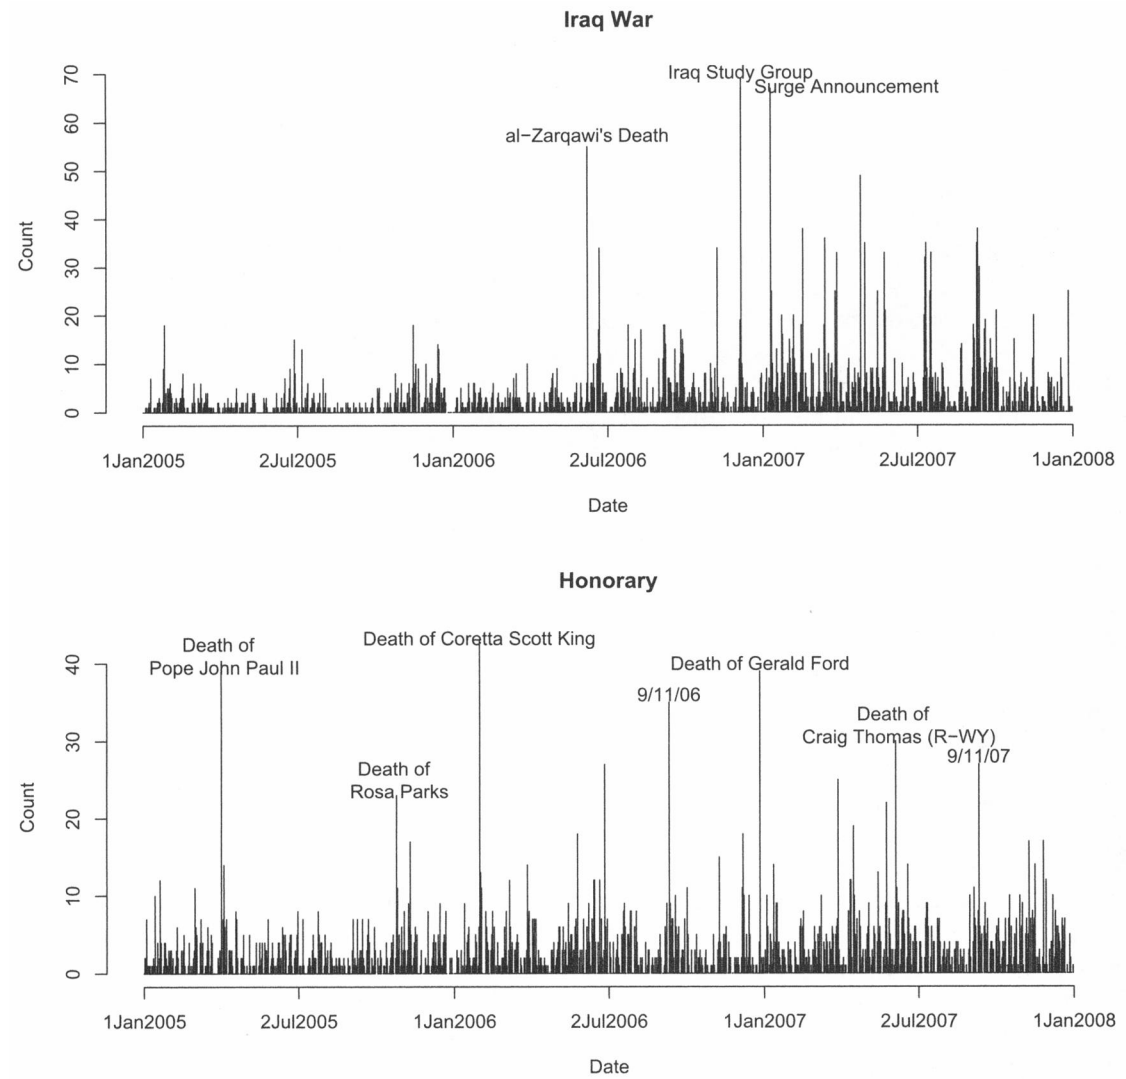 Iraq War
Count
70
60
50
40
30
20
10
0
Iraq Study Group
Surge Announcement
al−Zarqawi's Death
1Jan2005 2Jul2005 1Jan2006 2Jul2006 1Jan2007 2Jul2007 1Jan2008
Date
Honorary
Count
40
30
20
10
0
Death of
Pope John Paul II
Death of Coretta Scott King
Death of Gerald Ford
9/11/06
Death of
Craig Thomas (R−WY)
9/11/07
Death of
Rosa Parks
1Jan2005 2Jul2005 1Jan2006 2Jul2006 1Jan2007 2Jul2007 1Jan2008
Date